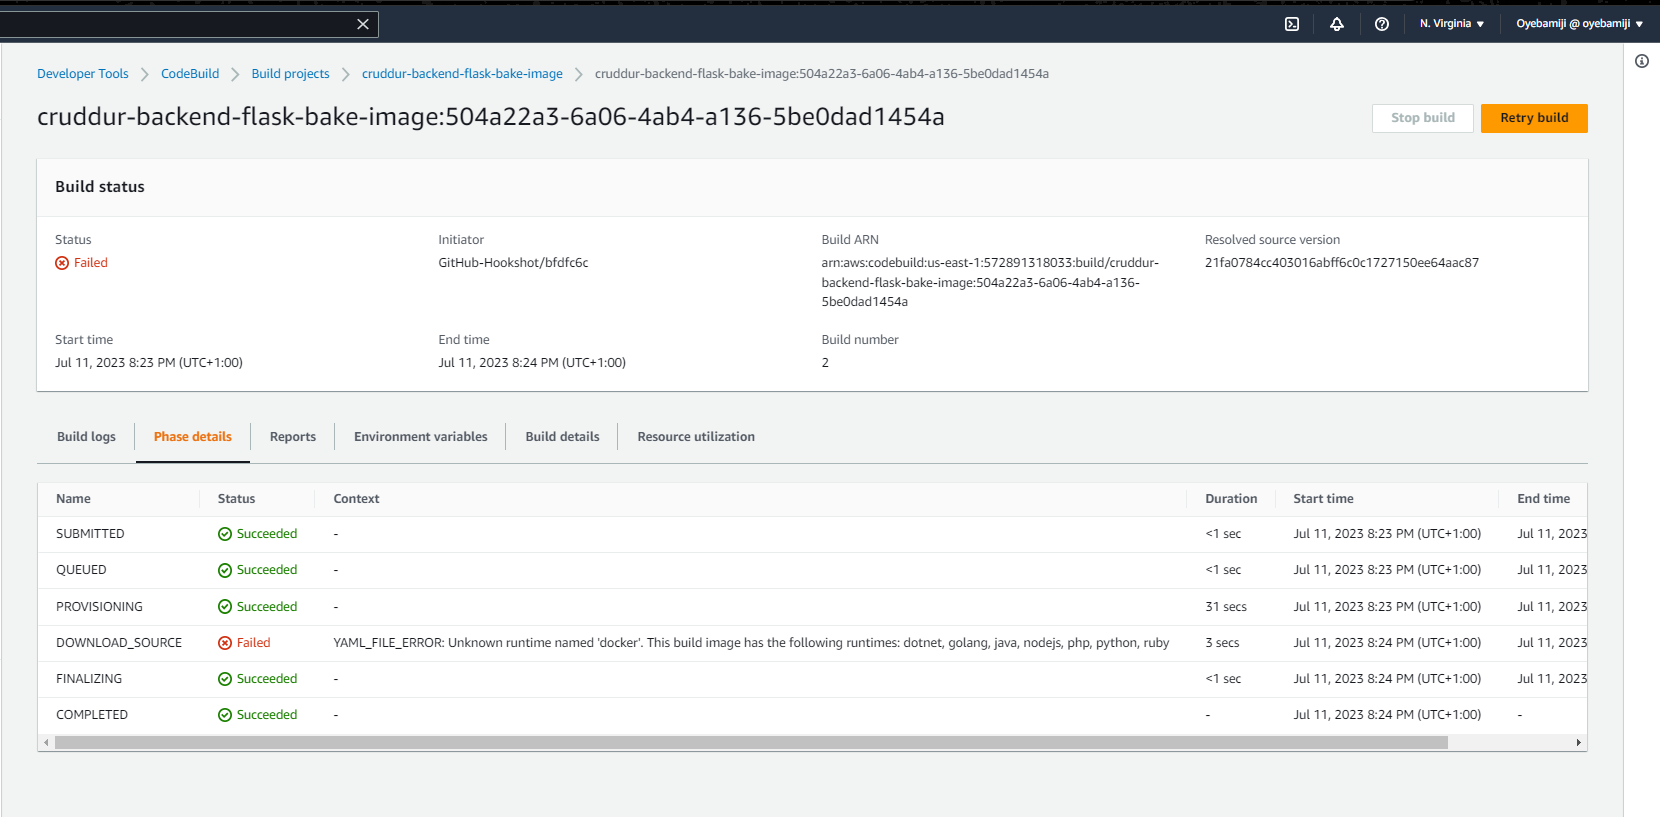 N. Virginia ▼ Oyebamiji @ oyebamiji ▼
Developer Tools CodeBuild Build projects cruddur-backend-flask-bake-image cruddur-backend-flask-bake-image:504a22a3-6a06-4ab4-a136-5be0dad1454a
cruddur-backend-flask-bake-image:504a22a3-6a06-4ab4-a136-5be0dad1454a
Stop build Retry build
Build status
Status
Failed
Initiator
GitHub-Hookshot/bfdfc6c
Build ARN
arn:aws:codebuild:us-east-1:572891318033:build/cruddur-
backend-flask-bake-image:504a22a3-6a06-4ab4-a136-
5be0dad1454a
Resolved source version
21fa0784cc403016abff6c0c1727150ee64aac87
Start time
Jul 11, 2023 8:23 PM (UTC+1:00)
End time
Jul 11, 2023 8:24 PM (UTC+1:00)
Build number
2
Build logs Phase details Reports Environment variables Build details Resource utilization
Name Status Context Duration Start time End time
SUBMITTED Succeeded - <1 sec Jul 11, 2023 8:23 PM (UTC+1:00) Jul 11, 2023
QUEUED Succeeded - <1 sec Jul 11, 2023 8:23 PM (UTC+1:00) Jul 11, 2023
PROVISIONING Succeeded - 31 secs Jul 11, 2023 8:23 PM (UTC+1:00) Jul 11, 2023
DOWNLOAD_SOURCE Failed YAML_FILE_ERROR: Unknown runtime named 'docker'. This build image has the following runtimes: dotnet, golang, java, nodejs, php, python, ruby 3 secs Jul 11, 2023 8:24 PM (UTC+1:00) Jul 11, 2023
FINALIZING Succeeded - <1 sec Jul 11, 2023 8:24 PM (UTC+1:00) Jul 11, 2023
COMPLETED Succeeded - - Jul 11, 2023 8:24 PM (UTC+1:00) -